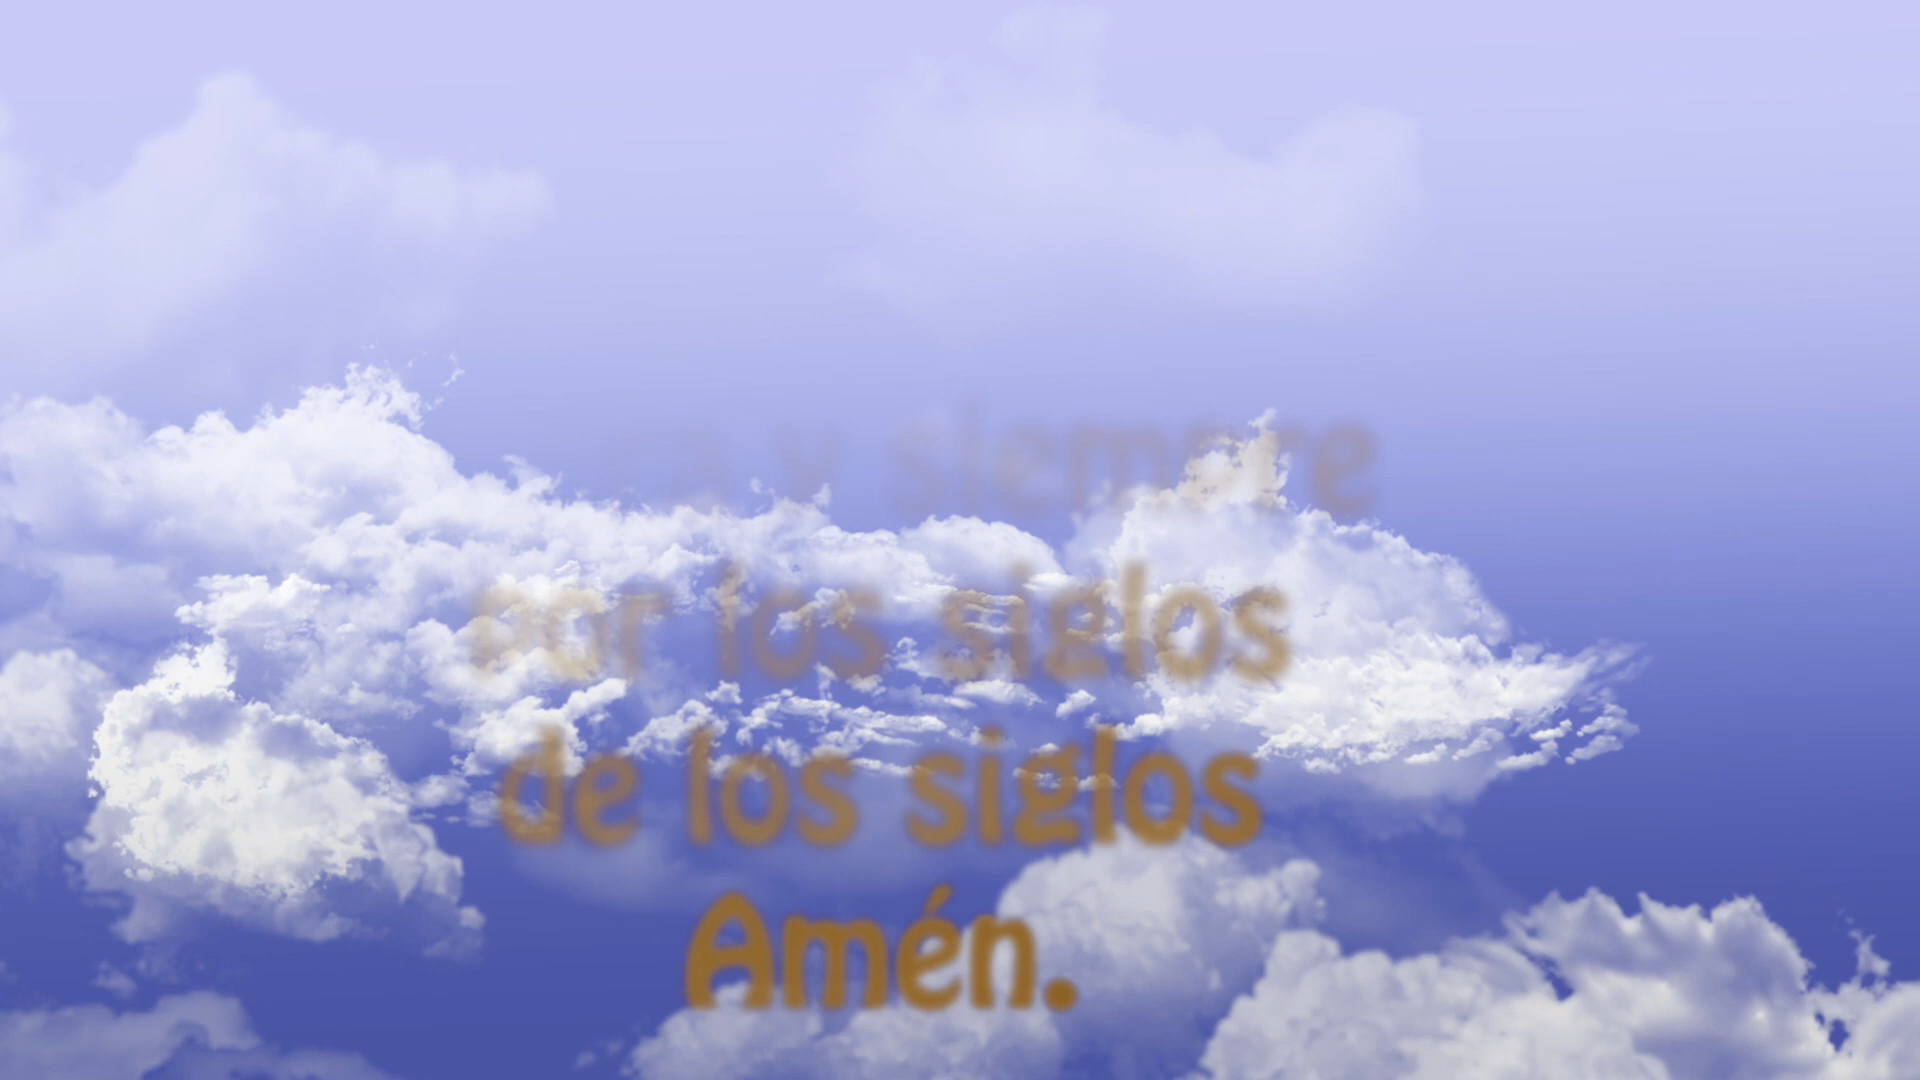 y siempre
por los siglos
de los siglos
Amén.